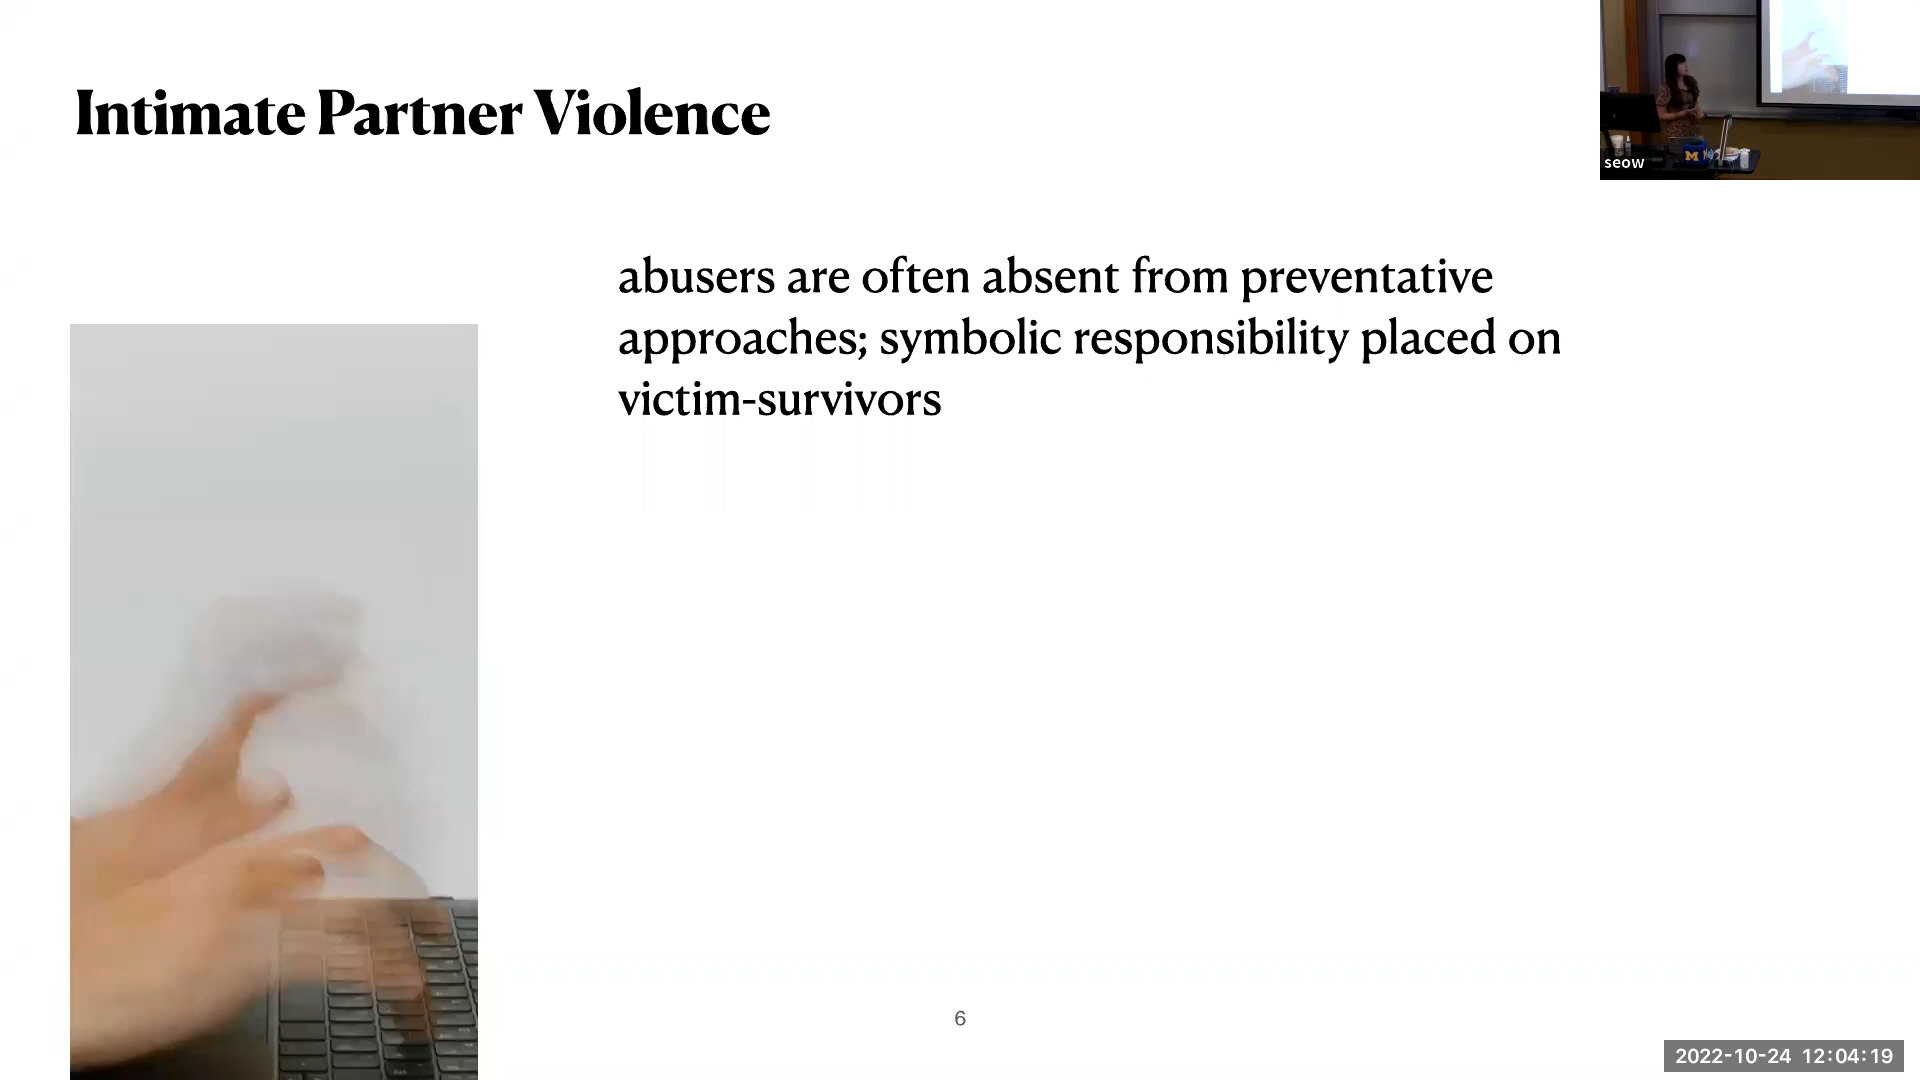 Intimate Partner Violence
seow
M
abusers are often absent from preventative
approaches; symbolic responsibility placed on
victim-survivors
6
2022-10-24 12:04:19